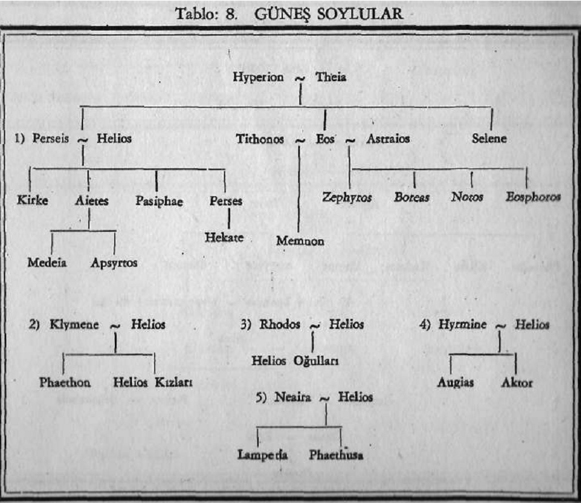 Tablo: 8. GÜNEŞ SOYLULAR
Hyperion ~ Theia
1) Perseis ~ Helios Tithonos ~ Eos ~ Astraios Selene
Kirke Aietes Pasiphae Perses Zephyros Boreas Notos Eosphoros
Hekate Memnon
Medeia Apsyrtos
2) Klymene ~ Helios 3) Rhodos ~ Helios 4) Hyrmine ~ Helios
Helios Oğulları
Phaethon Helios Kızları Augias Aktor
5) Neaira ~ Helios
Lampeda Phaethusa